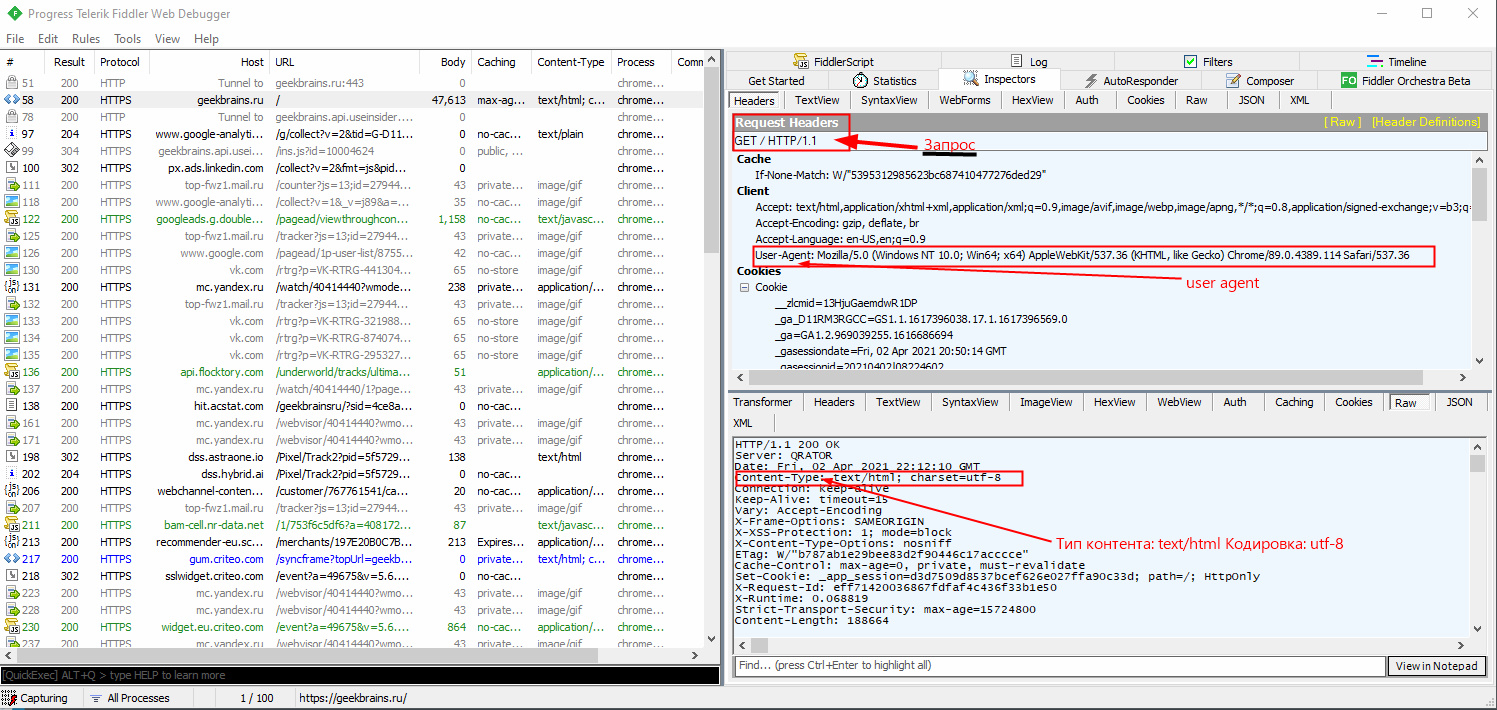 Progress Telerik Fiddler Web Debugger
File Edit Rules Tools View Help
# Result Protocol Host URL Body Caching Content-Type Process Comm
51 200 HTTP Tunnel to geekbrains.ru:443 0 chrome...
58 200 HTTPS geekbrains.ru / 47,613 max-ag... text/html; c... chrome...
78 200 HTTP Tunnel to geekbrains.api.useinsider.... 0 chrome...
97 204 HTTPS www.google-analyti... /g/collect?v=2&tid=G-D11... 0 no-cac... text/plain chrome...
99 304 HTTPS geekbrains.api.usei... /ins.js?id=10004624 0 public, ... chrome...
100 302 HTTPS px.ads.linkedin.com /collect?v=2&fmt=js&pid... 0 no-cac... chrome...
111 200 HTTPS top-fwz1.mail.ru /counter?js=13;id=27944... 43 private... image/gif chrome...
118 200 HTTPS www.google-analyti... /collect?v=1&_v=j89&a=... 35 no-cac... image/gif chrome...
122 200 HTTPS googleads.g.double... /pagead/viewthroughcon... 1,158 no-cac... text/javasc... chrome...
125 200 HTTPS top-fwz1.mail.ru /tracker?js=13;id=27944... 43 private... image/gif chrome...
126 200 HTTPS www.google.com /pagead/1p-user-list/8755... 42 no-cac... image/gif chrome...
130 200 HTTPS vk.com /rtrg?p=VK-RTRG-441304... 65 no-store image/gif chrome...
131 200 HTTPS mc.yandex.ru /watch/40414440?wmode... 238 private... application/... chrome...
132 200 HTTPS top-fwz1.mail.ru /tracker?js=13;id=27944... 43 private... image/gif chrome...
133 200 HTTPS vk.com /rtrg?p=VK-RTRG-321988... 65 no-store image/gif chrome...
134 200 HTTPS vk.com /rtrg?p=VK-RTRG-874074... 65 no-store image/gif chrome...
135 200 HTTPS vk.com /rtrg?p=VK-RTRG-295327... 65 no-store image/gif chrome...
136 200 HTTPS api.flocktory.com /underworld/tracks/ultima... 51 application/... chrome...
137 200 HTTPS mc.yandex.ru /watch/40414440/1?page... 43 private... image/gif chrome...
138 200 HTTPS hit.acstat.com /geekbrainsru/?sid=4ce8a... 0 no-cac... chrome...
161 200 HTTPS mc.yandex.ru /webvisor/40414440?wmo... 43 private... image/gif chrome...
171 200 HTTPS mc.yandex.ru /webvisor/40414440?wmo... 43 private... image/gif chrome...
198 302 HTTPS dss.astraone.io /Pixel/Track2?pid=5f5729... 138 text/html chrome...
202 204 HTTPS dss.hybrid.ai /Pixel/Track2?pid=5f5729... 0 no-cac... chrome...
206 200 HTTPS webchannel-conten... /customer/767761541/ca... 20 no-cac... application/... chrome...
207 200 HTTPS top-fwz1.mail.ru /tracker?js=13;id=27944... 43 private... image/gif chrome...
211 200 HTTPS bam-cell.nr-data.net /1/753f6c5df6?a=408172... 87 text/javasc... chrome...
213 200 HTTPS recommender-eu.sc... /merchants/197E20B0C7B... 213 Expires... application/... chrome...
217 200 HTTPS gum.criteo.com /syncframe?topUrl=geekb... 0 private... text/html; c... chrome...
218 302 HTTPS sslwidget.criteo.com /event?a=49675&v=5.6.... 0 no-cac... chrome...
223 200 HTTPS mc.yandex.ru /webvisor/40414440?wmo... 43 private... image/gif chrome...
228 200 HTTPS mc.yandex.ru /webvisor/40414440?wmo... 43 private... image/gif chrome...
230 200 HTTPS widget.eu.criteo.com /event?a=49675&v=5.6.... 864 no-cac... application/... chrome...
237 200 HTTPS mc.yandex.ru /webvisor/40414440?wmo... 43 private... image/gif chrome...
[QuickExec] ALT+Q > type HELP to learn more
Capturing All Processes 1 / 100 https://geekbrains.ru/
FiddlerScript Log Filters Timeline
Get Started Statistics Inspectors AutoResponder Composer FO Fiddler Orchestra Beta
Headers TextView SyntaxView WebForms HexView Auth Cookies Raw JSON XML
Request Headers [ Raw ] [Header Definitions]
GET / HTTP/1.1
Запрос
Cache
If-None-Match: W/"5395312985623bc687410477276ded29"
Client
Accept: text/html,application/xhtml+xml,application/xml;q=0.9,image/avif,image/webp,image/apng,*/*;q=0.8,application/signed-exchange;v=b3;q=
Accept-Encoding: gzip, deflate, br
Accept-Language: en-US,en;q=0.9
User-Agent: Mozilla/5.0 (Windows NT 10.0; Win64; x64) AppleWebKit/537.36 (KHTML, like Gecko) Chrome/89.0.4389.114 Safari/537.36
Cookies
user agent
Cookie
__zlcmid=13HjuGaemdwR1DP
_ga_D11RM3RGCC=GS1.1.1617396038.17.1.1617396569.0
_ga=GA1.2.969039255.1616686694
_gasessiondate=Fri, 02 Apr 2021 20:50:14 GMT
_gasessionid=20210402|08224602
Transformer Headers TextView SyntaxView ImageView HexView WebView Auth Caching Cookies Raw JSON
XML
HTTP/1.1 200 OK
Server: QRATOR
Date: Fri, 02 Apr 2021 22:12:10 GMT
Content-Type: text/html; charset=utf-8
Connection: keep-alive
Keep-Alive: timeout=15
Vary: Accept-Encoding
X-Frame-Options: SAMEORIGIN
X-XSS-Protection: 1; mode=block
X-Content-Type-Options: nosniff
Тип контента: text/html Кодировка: utf-8
ETag: W/"b787ab1e29bee83d2f90446c17acccce"
Cache-Control: max-age=0, private, must-revalidate
Set-Cookie: _app_session=d3d7509d8537bcef626e027ffa90c33d; path=/; HttpOnly
X-Request-Id: eff71420036867fdfaf4c436f33b1e50
X-Runtime: 0.068819
Strict-Transport-Security: max-age=15724800
Content-Length: 188664
Find... (press Ctrl+Enter to highlight all)
View in Notepad